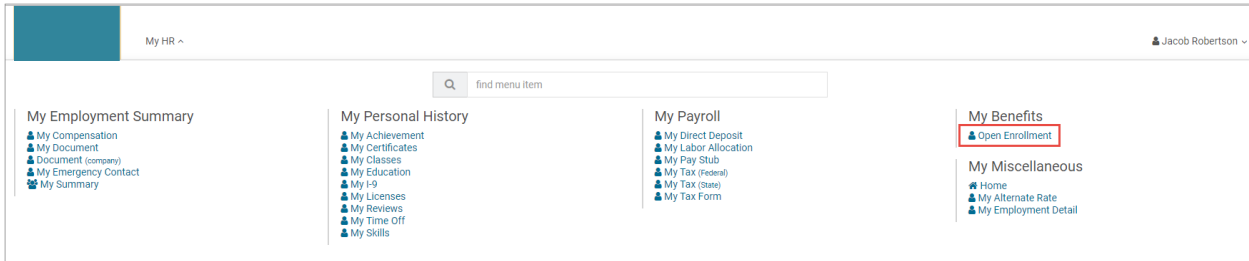 My HR
Jacob Robertson
find menu item
My Employment Summary
My Compensation
My Document
Document (company)
My Emergency Contact
My Summary
My Personal History
My Achievement
My Certificates
My Classes
My Education
My I-9
My Licenses
My Reviews
My Time Off
My Skills
My Payroll
My Direct Deposit
My Labor Allocation
My Pay Stub
My Tax (Federal)
My Tax (State)
My Tax Form
My Benefits
Open Enrollment
My Miscellaneous
Home
My Alternate Rate
My Employment Detail